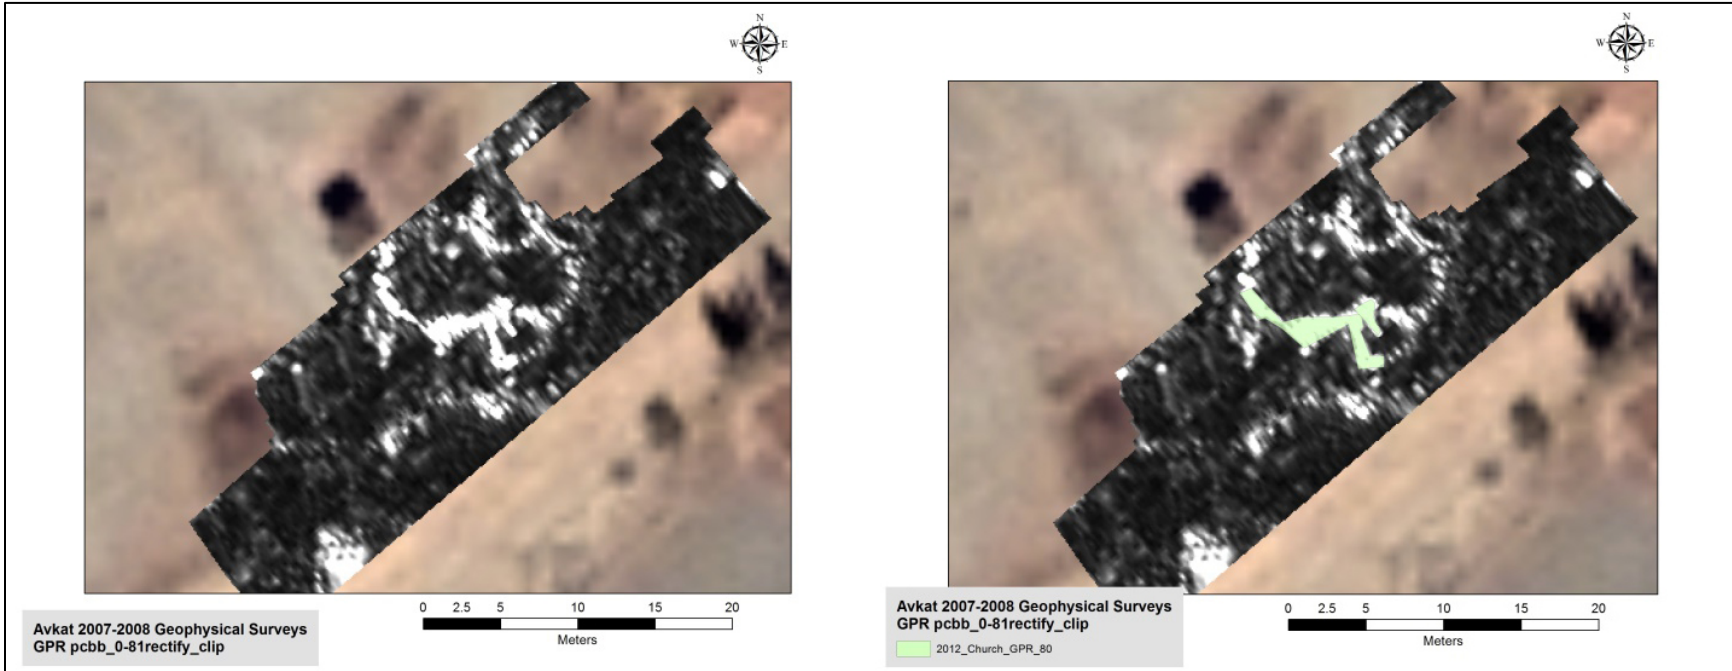 N
W E
S
N
W E
S
0 2.5 5 10 15 20
Meters
Avkat 2007-2008 Geophysical Surveys
GPR pcbb_0-81rectify_clip
0 2.5 5 10 15 20
Meters
Avkat 2007-2008 Geophysical Surveys
GPR pcbb_0-81rectify_clip
2012_Church_GPR_80